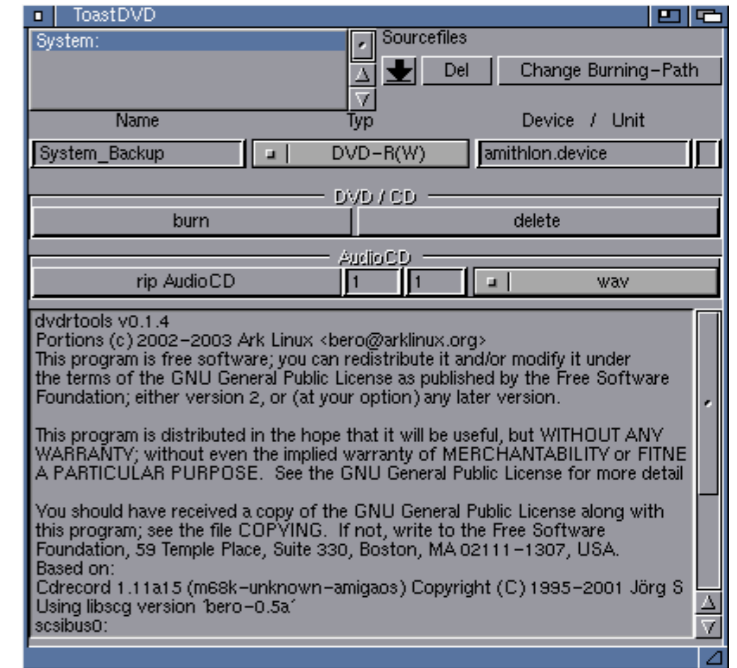 ToastDVD
System:
Sourcefiles
Del
Change Burning-Path
Name
Typ
Device / Unit
System_Backup
DVD-R(W)
amithlon.device
DVD / CD
burn
delete
AudioCD
rip AudioCD
1
1
wav
dvdrtools v0.1.4
Portions (c) 2002-2003 Ark Linux <bero@arklinux.org>
This program is free software; you can redistribute it and/or modify it under
the terms of the GNU General Public License as published by the Free Software
Foundation; either version 2, or (at your option) any later version.
This program is distributed in the hope that it will be useful, but WITHOUT ANY
WARRANTY; without even the implied warranty of MERCHANTABILITY or FITNE
A PARTICULAR PURPOSE.  See the GNU General Public License for more detail
You should have received a copy of the GNU General Public License along with
this program; see the file COPYING.  If not, write to the Free Software
Foundation, 59 Temple Place, Suite 330, Boston, MA 02111-1307, USA.
Based on:
Cdrecord 1.11a15 (m68k-unknown-amigaos) Copyright (C) 1995-2001 Jörg S
Using libscg version 'bero-0.5a'
scsibus0: